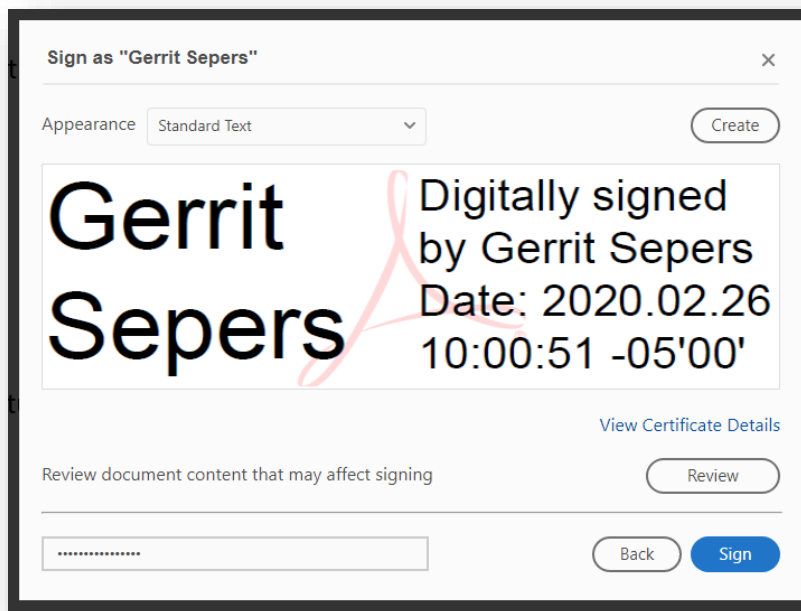 Sign as "Gerrit Sepers"
Appearance
Standard Text
Create
Gerrit
Sepers
Digitally signed
by Gerrit Sepers
Date: 2020.02.26
10:00:51 -05'00'
View Certificate Details
Review document content that may affect signing
Review
••••••••••••••••
Back
Sign